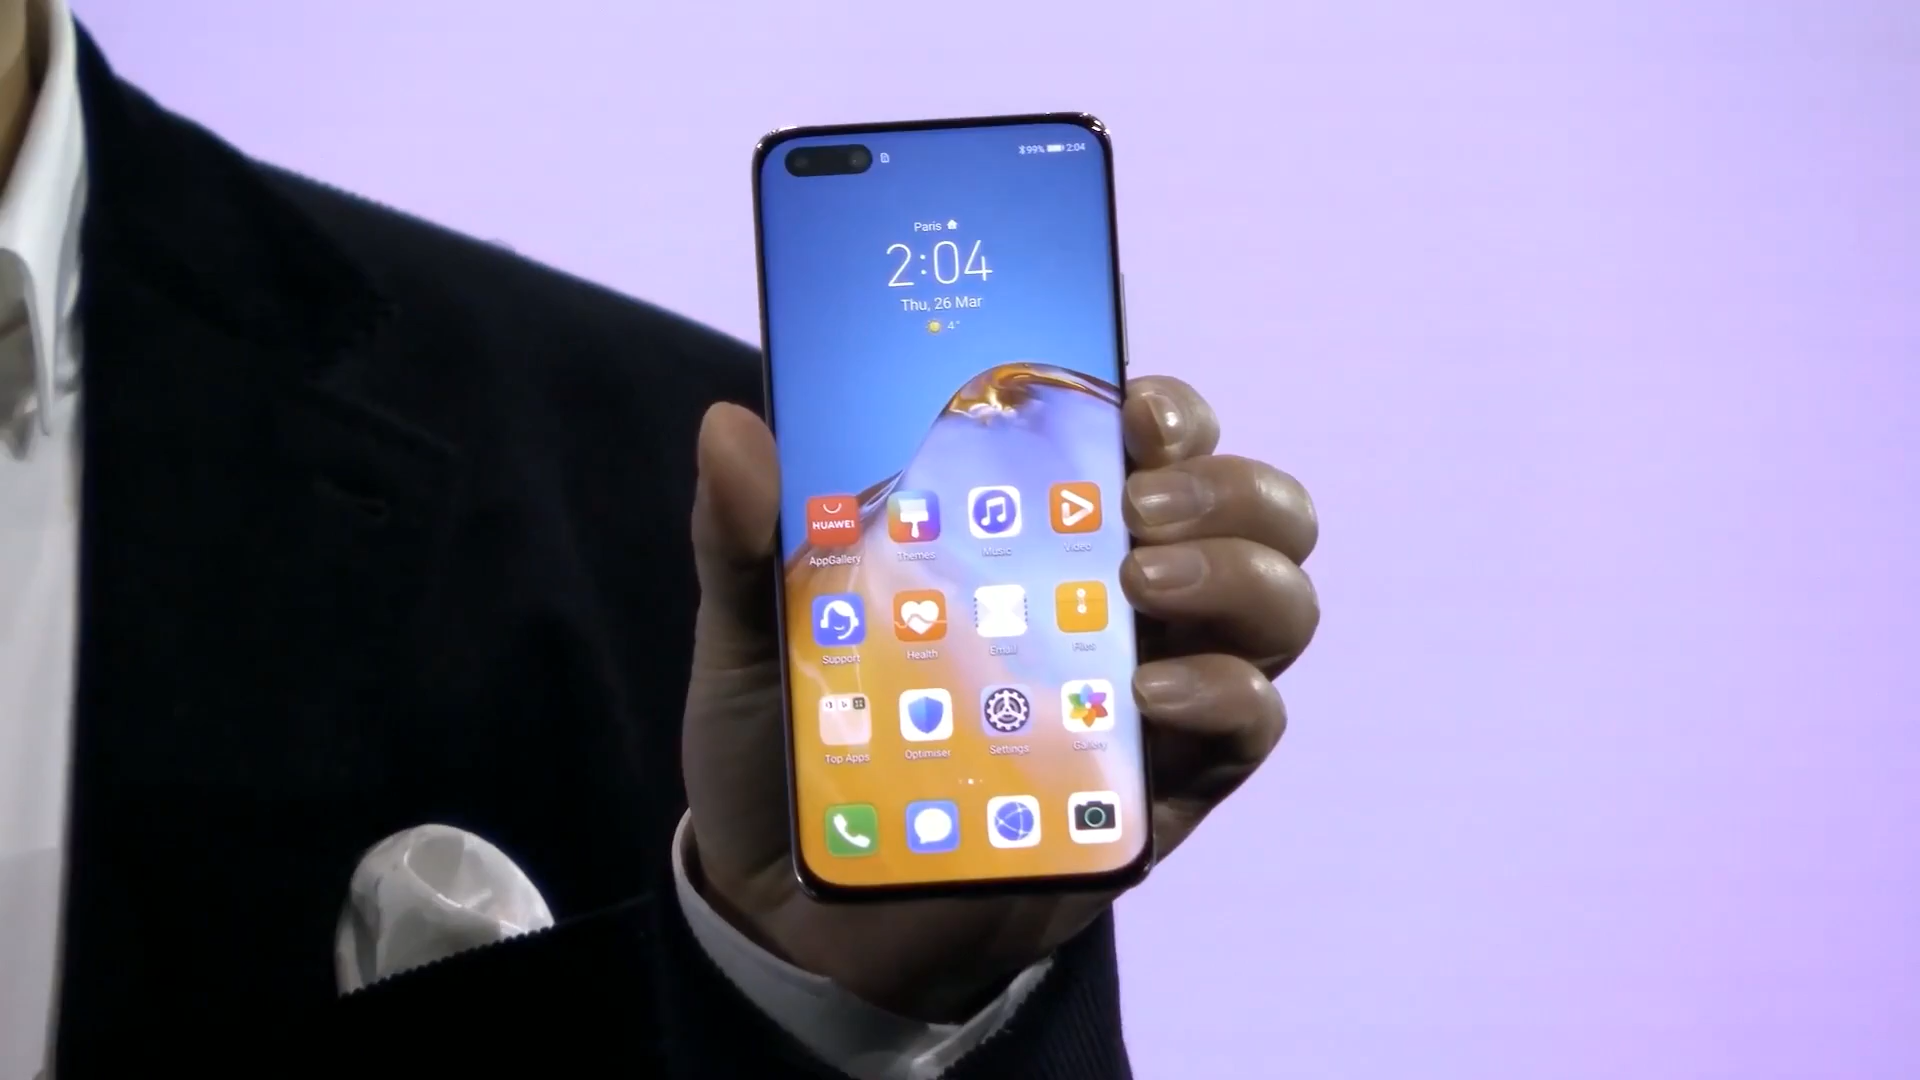 99% 2:04
Paris
2:04
Thu, 26 Mar
4°
HUAWEI
AppGallery Themes Music Video
Support Health Email Files
Top Apps Optimiser Settings Gallery